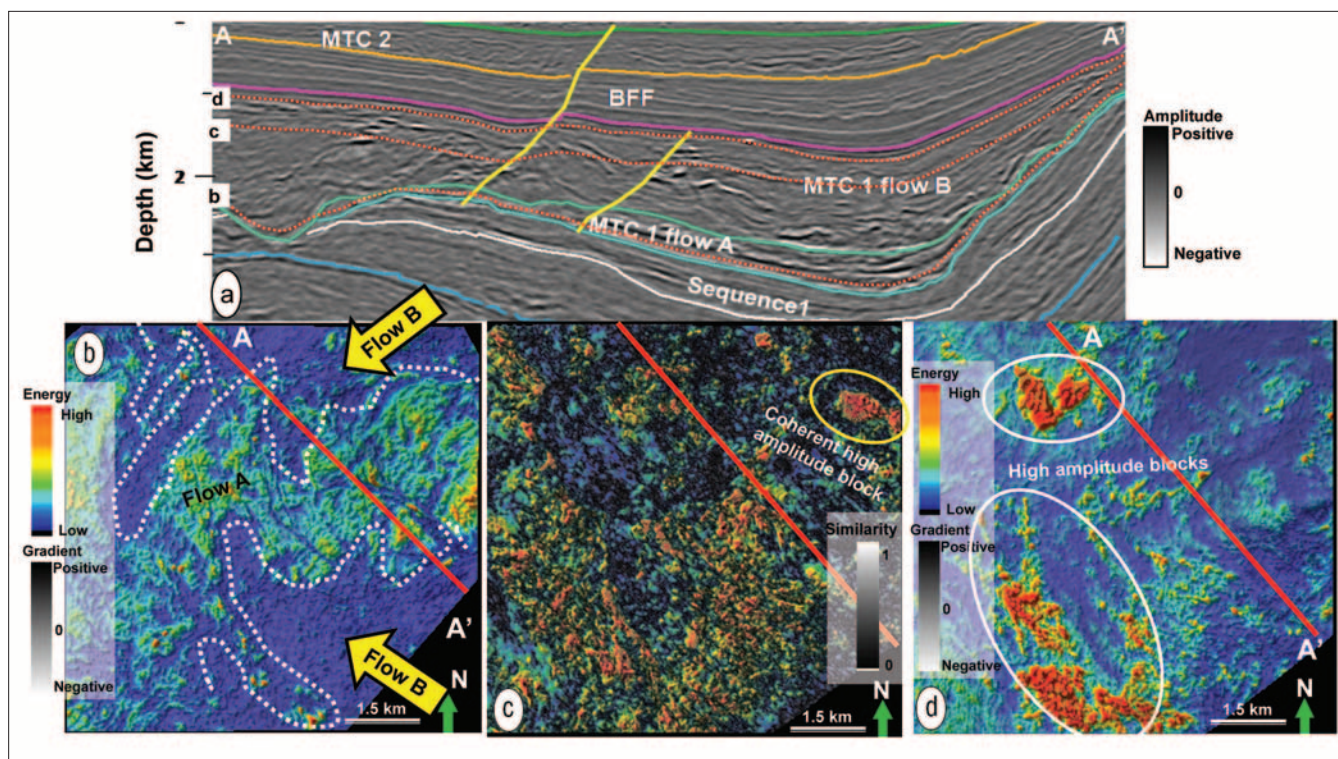 A
MTC 2
A'
d
BFF
c
Depth (km)
2
MTC 1 flow B
b
MTC 1 flow A
Sequence1
a
Amplitude
Positive
0
Negative
b
A
Flow B
Energy
High
Low
Flow A
Gradient
Positive
0
Negative
A'
Flow B
N
1.5 km
Coherent high
amplitude block
Similarity
1
0
c
N
1.5 km
A
Energy
High
High amplitude blocks
Low
Gradient
Positive
0
Negative
A'
N
1.5 km
d